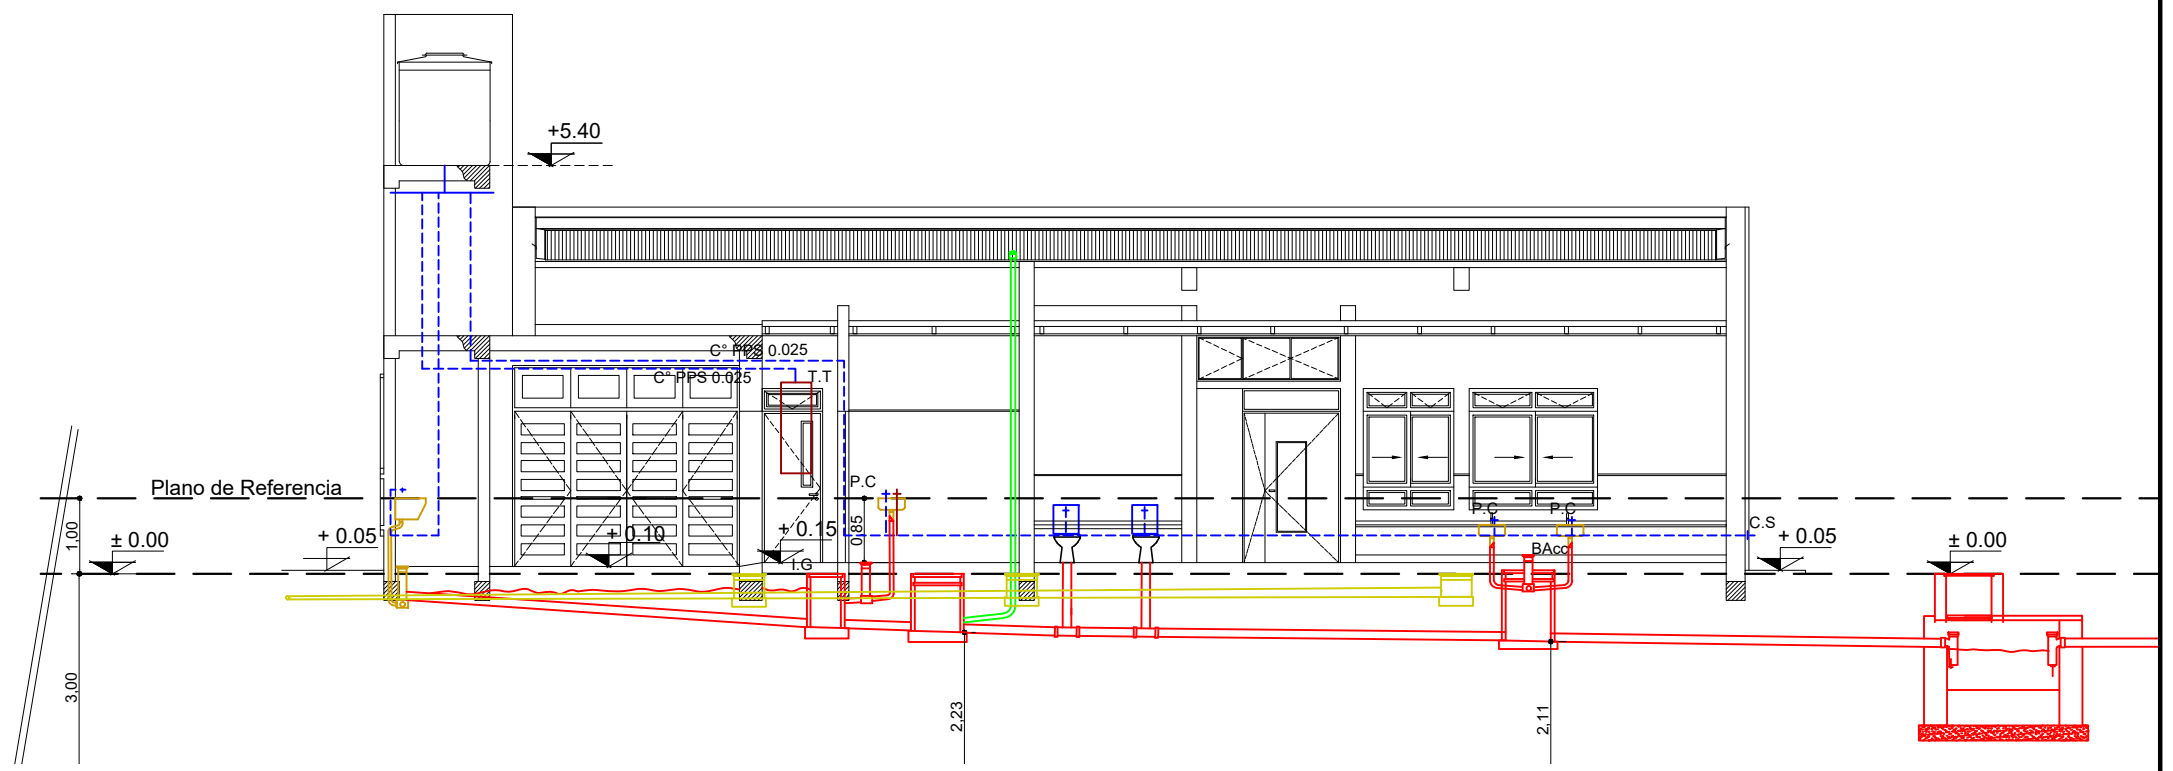 +5.40
C° PPS 0.025
C° PPS 0.025
T.T
Plano de Referencia
P.C
P.C
P.C
C.S
1,00
± 0.00
+ 0.05
+ 0.10
+ 0.15
0,85
I.G
BAcc
+ 0.05
± 0.00
3,00
2,23
2,11